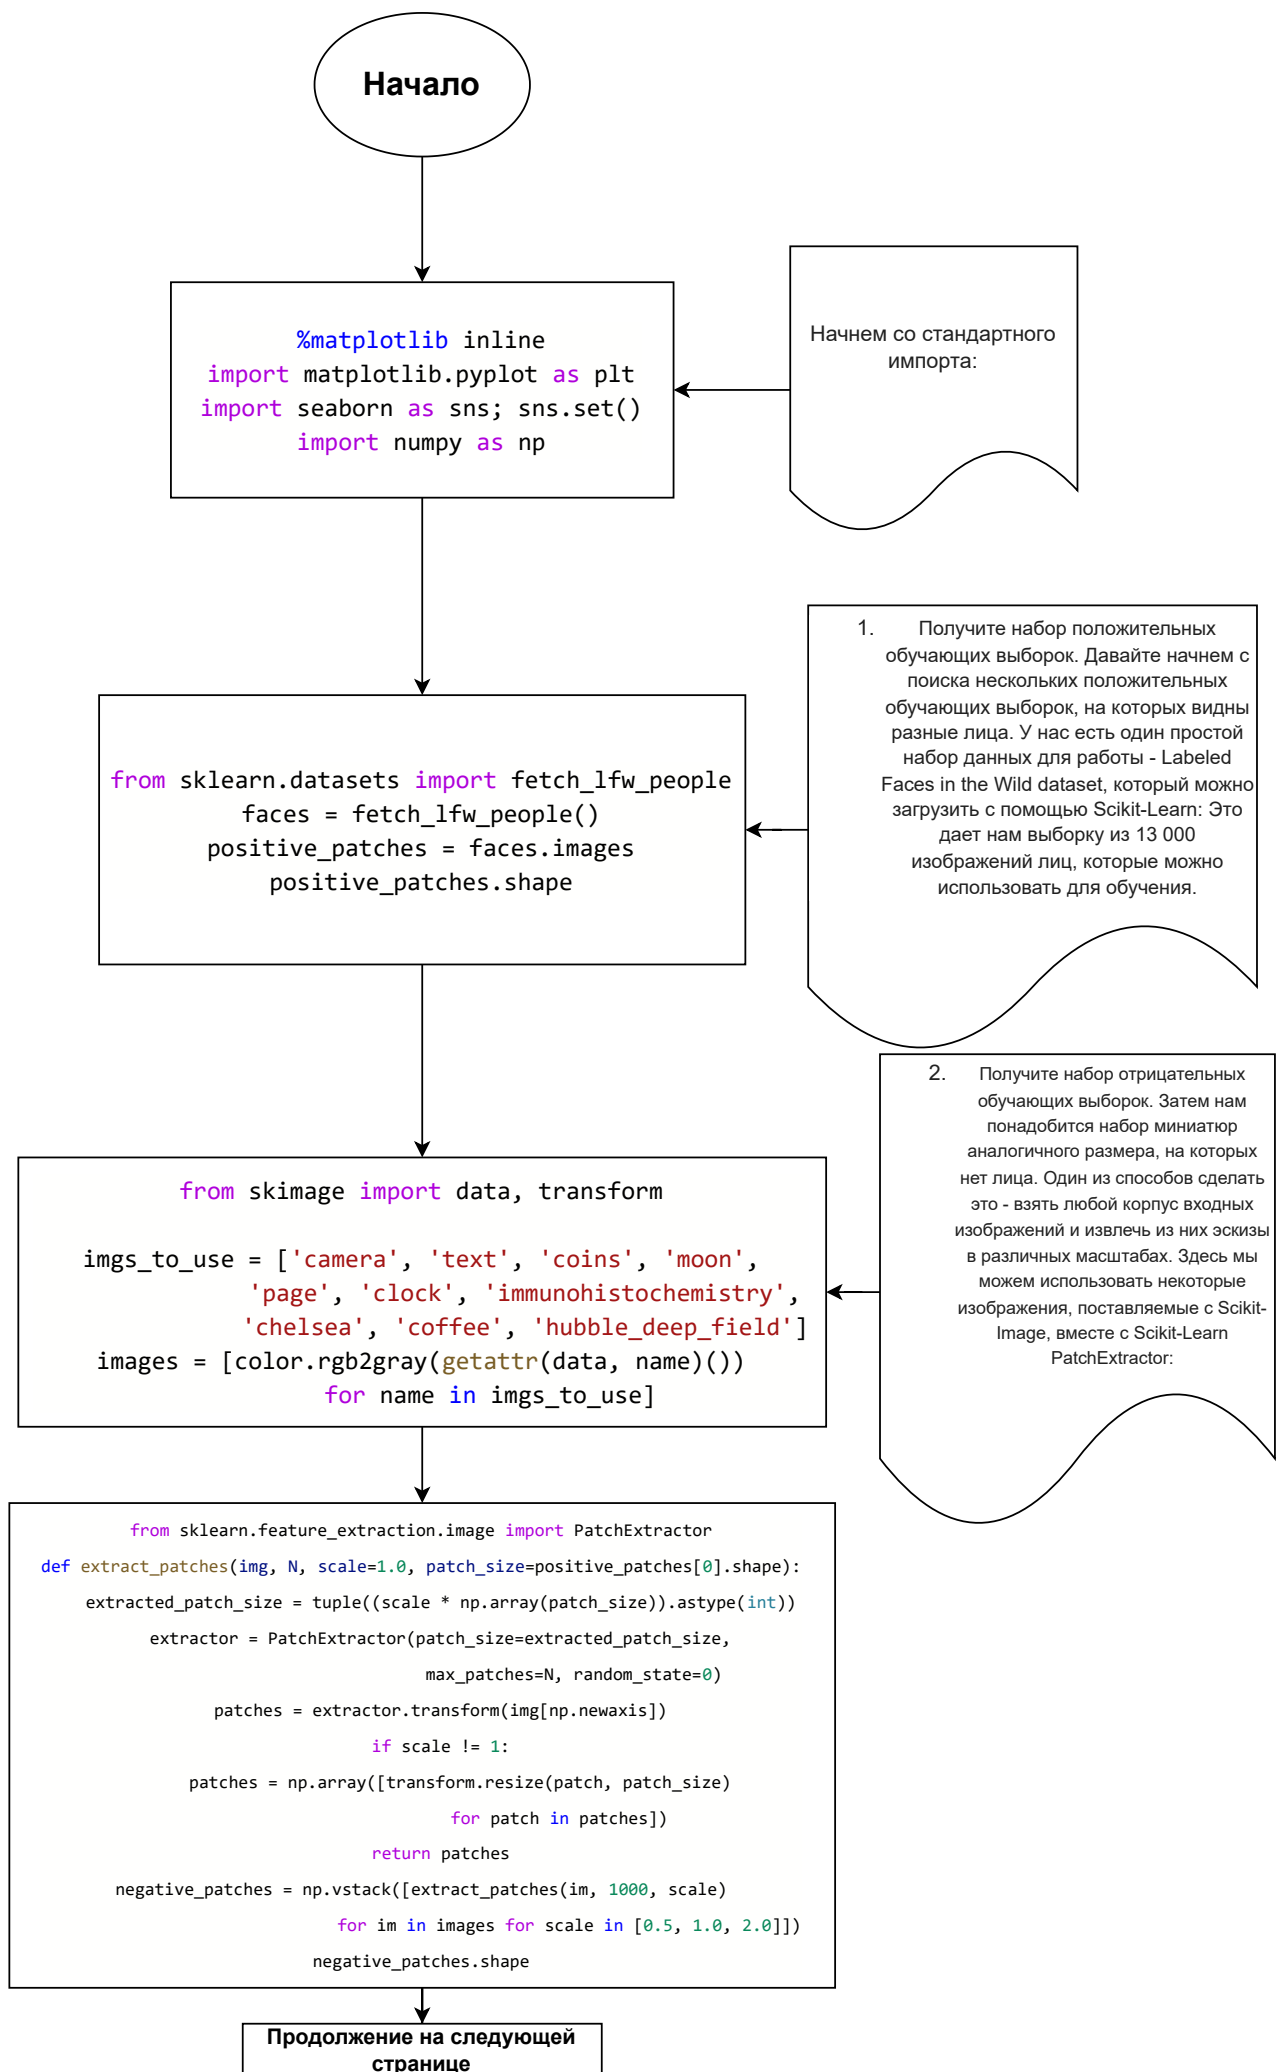 Начало
%matplotlib inline
import matplotlib.pyplot as plt
import seaborn as sns; sns.set()
import numpy as np
Начнем со стандартного
импорта:
from sklearn.datasets import fetch_lfw_people
faces = fetch_lfw_people()
positive_patches = faces.images
positive_patches.shape
1. Получите набор положительных
обучающих выборок. Давайте начнем с
поиска нескольких положительных
обучающих выборок, на которых видны
разные лица. У нас есть один простой
набор данных для работы - Labeled
Faces in the Wild dataset, который можно
загрузить с помощью Scikit-Learn: Это
дает нам выборку из 13 000
изображений лиц, которые можно
использовать для обучения.
from skimage import data, transform
imgs_to_use = ['camera', 'text', 'coins', 'moon',
'page', 'clock', 'immunohistochemistry',
'chelsea', 'coffee', 'hubble_deep_field']
images = [color.rgb2gray(getattr(data, name)())
for name in imgs_to_use]
2. Получите набор отрицательных
обучающих выборок. Затем нам
понадобится набор миниатюр
аналогичного размера, на которых
нет лица. Один из способов сделать
это - взять любой корпус входных
изображений и извлечь из них эскизы
в различных масштабах. Здесь мы
можем использовать некоторые
изображения, поставляемые с Scikit-
Image, вместе с Scikit-Learn
PatchExtractor:
from sklearn.feature_extraction.image import PatchExtractor
def extract_patches(img, N, scale=1.0, patch_size=positive_patches[0].shape):
extracted_patch_size = tuple((scale * np.array(patch_size)).astype(int))
extractor = PatchExtractor(patch_size=extracted_patch_size,
max_patches=N, random_state=0)
patches = extractor.transform(img[np.newaxis])
if scale != 1:
patches = np.array([transform.resize(patch, patch_size)
for patch in patches])
return patches
negative_patches = np.vstack([extract_patches(im, 1000, scale)
for im in images for scale in [0.5, 1.0, 2.0]])
negative_patches.shape
Продолжение на следующей
странице